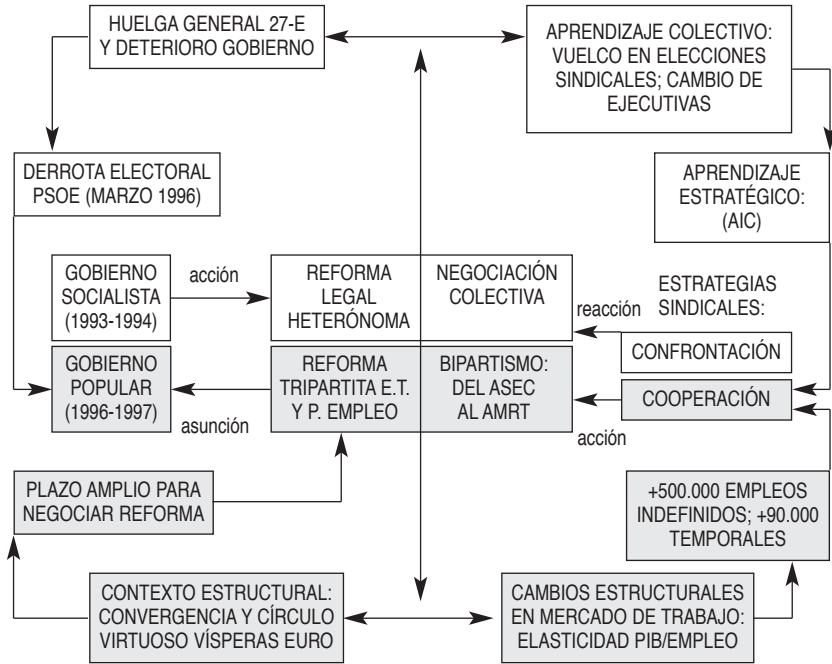 HUELGA GENERAL 27-E
Y DETERIORO GOBIERNO
APRENDIZAJE COLECTIVO:
VUELCO EN ELECCIONES
SINDICALES; CAMBIO DE
EJECUTIVAS
DERROTA ELECTORAL
PSOE (MARZO 1996)
APRENDIZAJE
ESTRATÉGICO:
(AIC)
GOBIERNO
SOCIALISTA
(1993-1994)
acción
REFORMA
LEGAL
HETERÓNOMA
NEGOCIACIÓN
COLECTIVA
reacción
ESTRATEGIAS
SINDICALES:
CONFRONTACIÓN
GOBIERNO
POPULAR
(1996-1997)
asunción
REFORMA
TRIPARTITA E.T.
Y P. EMPLEO
BIPARTISMO:
DEL ASEC
AL AMRT
acción
COOPERACIÓN
PLAZO AMPLIO PARA
NEGOCIAR REFORMA
+500.000 EMPLEOS
INDEFINIDOS; +90.000
TEMPORALES
CONTEXTO ESTRUCTURAL:
CONVERGENCIA Y CÍRCULO
VIRTUOSO VÍSPERAS EURO
CAMBIOS ESTRUCTURALES
EN MERCADO DE TRABAJO:
ELASTICIDAD PIB/EMPLEO